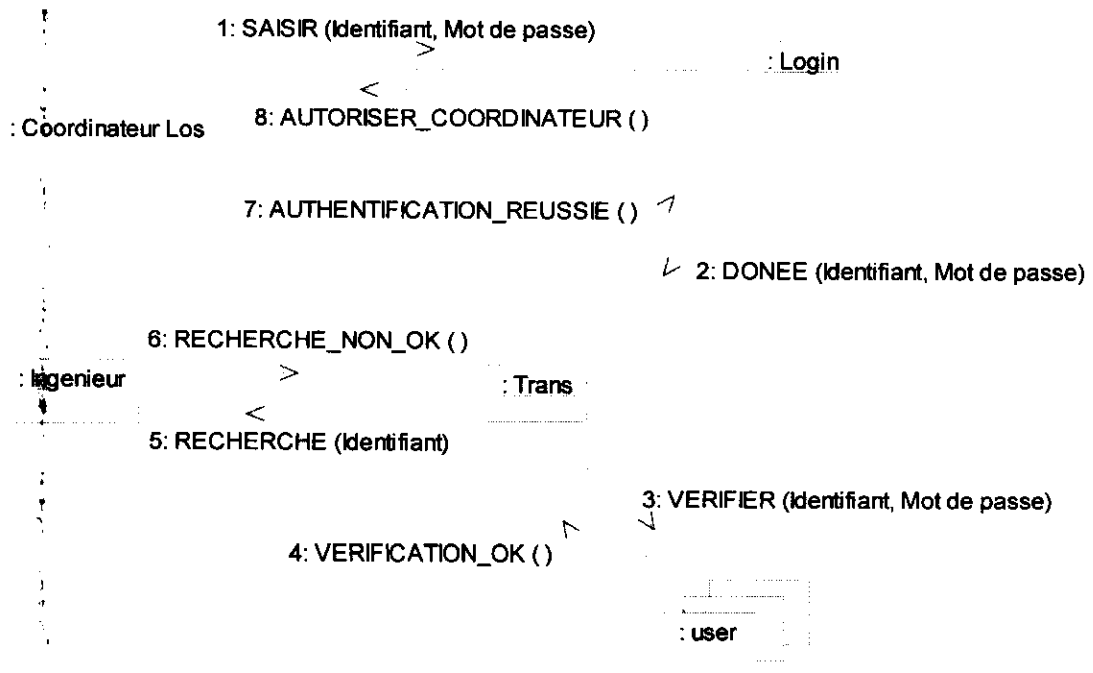 1: SAISIR (Identifiant, Mot de passe)
: Login
8: AUTORISER_COORDINATEUR ( )
: Coordinateur Los
7: AUTHENTIFICATION_REUSSIE ( )
2: DONEE (Identifiant, Mot de passe)
6: RECHERCHE_NON_OK ( )
: Ingenieur
: Trans
5: RECHERCHE (Identifiant)
3: VERIFIER (Identifiant, Mot de passe)
4: VERIFICATION_OK ( )
: user